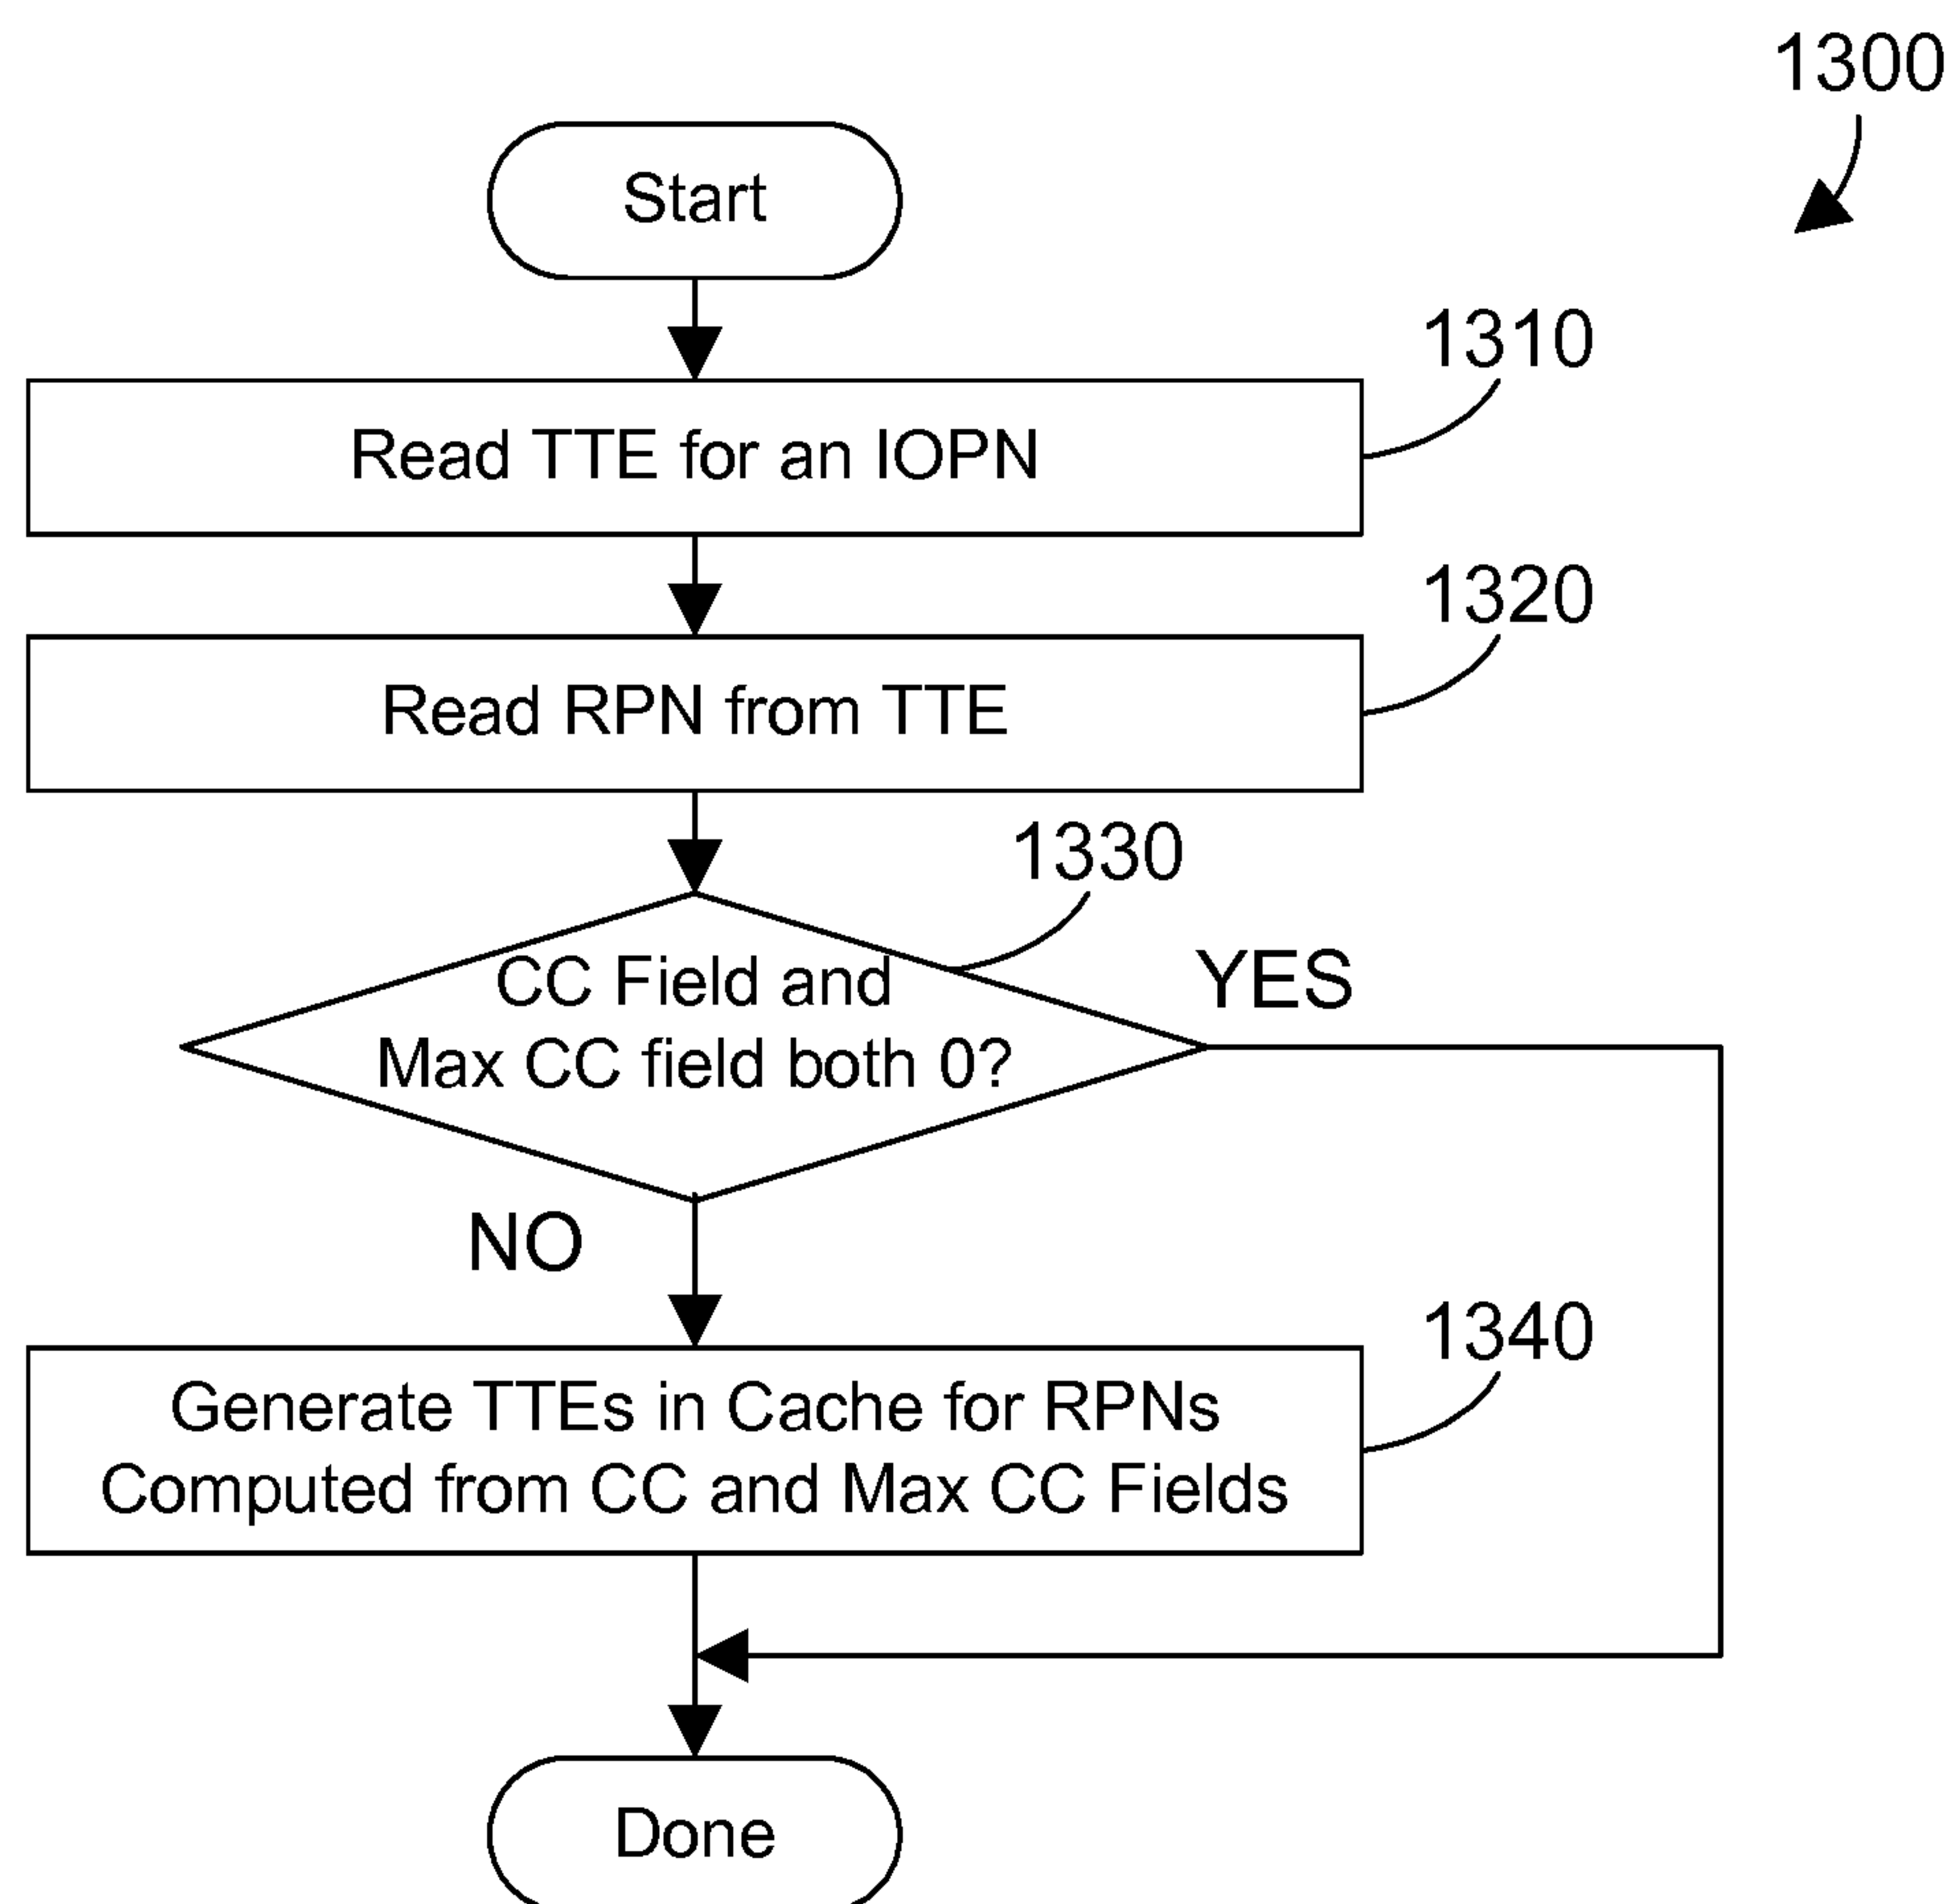 1300
Start
1310
Read TTE for an IOPN
1320
Read RPN from TTE
1330
CC Field and
Max CC field both 0?
YES
NO
1340
Generate TTEs in Cache for RPNs
Computed from CC and Max CC Fields
Done